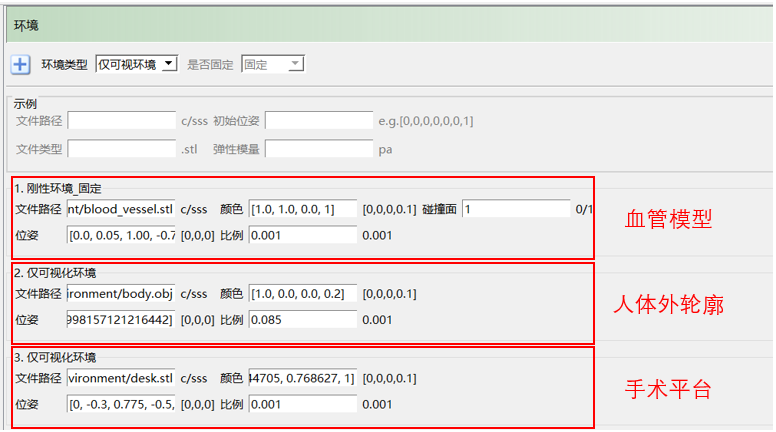 环境
环境类型 仅可视环境 是否固定 固定
示例
文件路径 c/sss 初始位姿 e.g.[0,0,0,0,0,0,1]
文件类型 .stl 弹性模量 pa
1. 刚性环境_固定
文件路径 nt/blood_vessel.stl c/sss 颜色 [1.0, 1.0, 0.0, 1] [0,0,0,0.1] 碰撞面 1 0/1
位姿 [0.0, 0.05, 1.00, -0.7 [0,0,0] 比例 0.001
血管模型
2. 仅可视化环境
文件路径 ironment/body.obj c/sss 颜色 [1.0, 0.0, 0.0, 0.2] [0,0,0,0.1]
位姿 998157121216442] [0,0,0] 比例 0.085 0.001
人体外轮廓
3. 仅可视化环境
文件路径 vironment/desk.stl c/sss 颜色 44705, 0.768627, 1] [0,0,0,0.1]
位姿 [0, -0.3, 0.775, -0.5, [0,0,0] 比例 0.001 0.001
手术平台